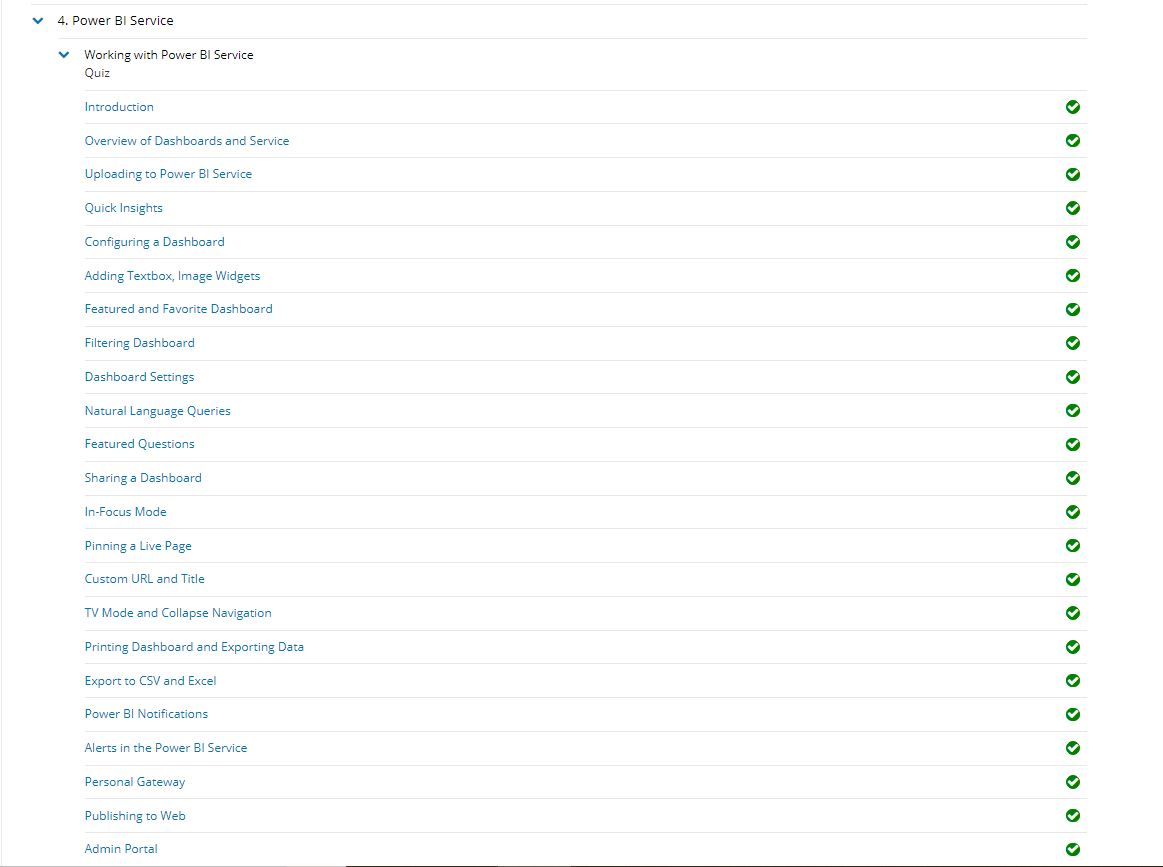 4. Power BI Service
Working with Power BI Service
Quiz
Introduction
Overview of Dashboards and Service
Uploading to Power BI Service
Quick Insights
Configuring a Dashboard
Adding Textbox, Image Widgets
Featured and Favorite Dashboard
Filtering Dashboard
Dashboard Settings
Natural Language Queries
Featured Questions
Sharing a Dashboard
In-Focus Mode
Pinning a Live Page
Custom URL and Title
TV Mode and Collapse Navigation
Printing Dashboard and Exporting Data
Export to CSV and Excel
Power BI Notifications
Alerts in the Power BI Service
Personal Gateway
Publishing to Web
Admin Portal